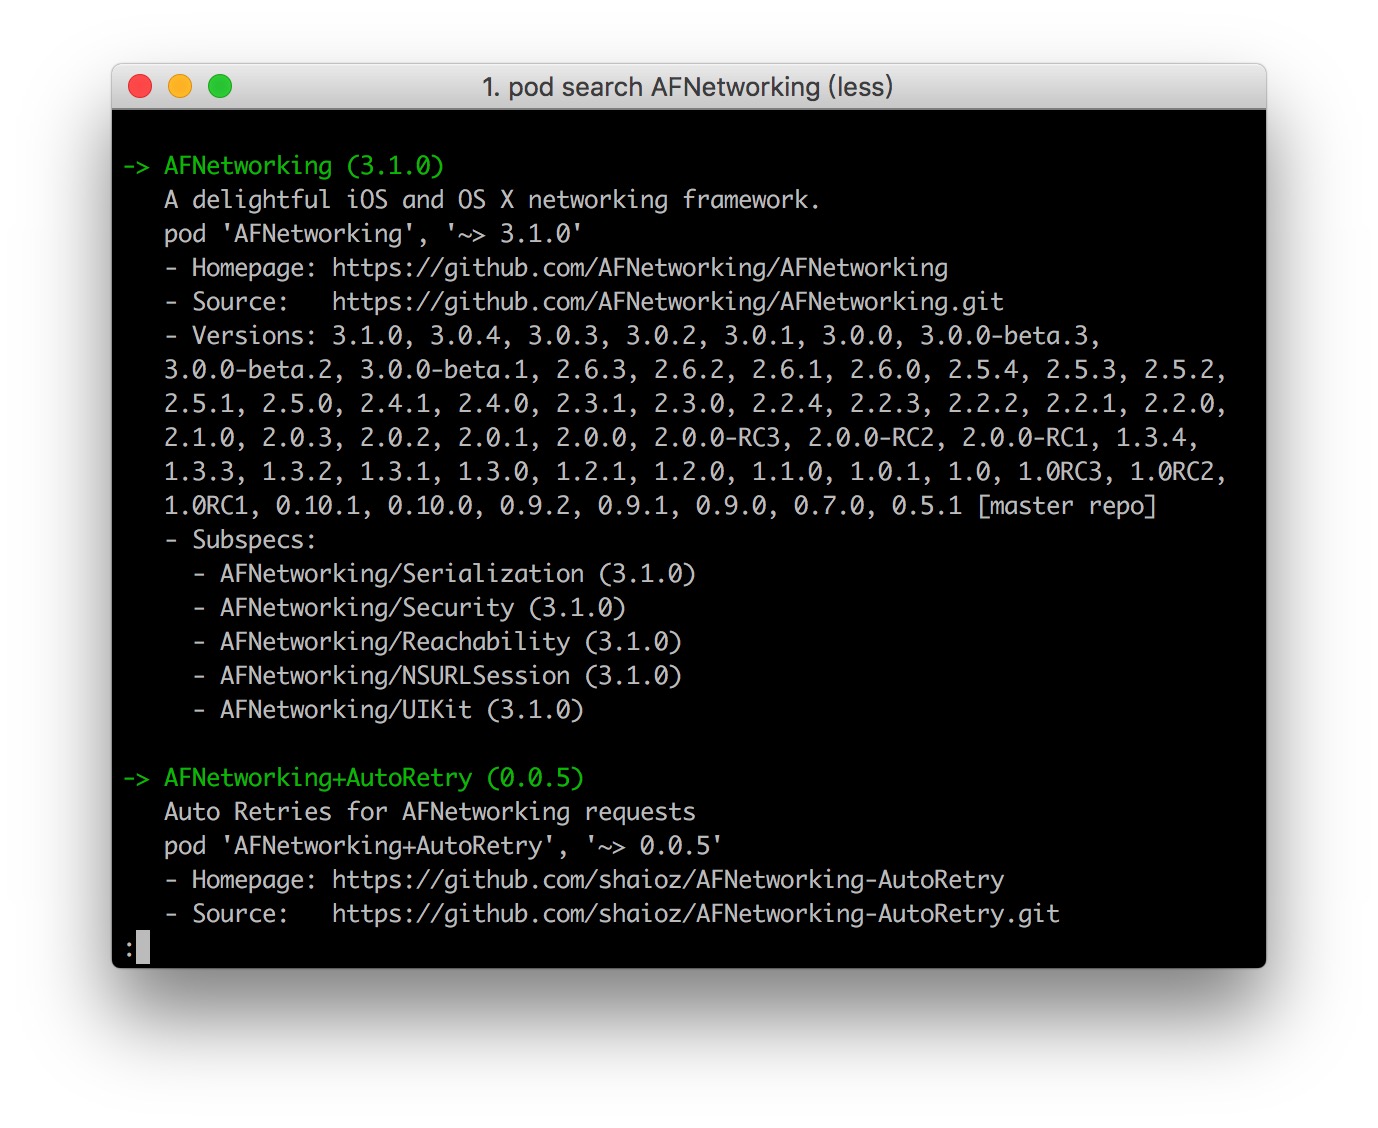 1. pod search AFNetworking (less)
-> AFNetworking (3.1.0)
A delightful iOS and OS X networking framework.
pod 'AFNetworking', '~> 3.1.0'
- Homepage: https://github.com/AFNetworking/AFNetworking
- Source:   https://github.com/AFNetworking/AFNetworking.git
- Versions: 3.1.0, 3.0.4, 3.0.3, 3.0.2, 3.0.1, 3.0.0, 3.0.0-beta.3,
3.0.0-beta.2, 3.0.0-beta.1, 2.6.3, 2.6.2, 2.6.1, 2.6.0, 2.5.4, 2.5.3, 2.5.2,
2.5.1, 2.5.0, 2.4.1, 2.4.0, 2.3.1, 2.3.0, 2.2.4, 2.2.3, 2.2.2, 2.2.1, 2.2.0,
2.1.0, 2.0.3, 2.0.2, 2.0.1, 2.0.0, 2.0.0-RC3, 2.0.0-RC2, 2.0.0-RC1, 1.3.4,
1.3.3, 1.3.2, 1.3.1, 1.3.0, 1.2.1, 1.2.0, 1.1.0, 1.0.1, 1.0, 1.0RC3, 1.0RC2,
1.0RC1, 0.10.1, 0.10.0, 0.9.2, 0.9.1, 0.9.0, 0.7.0, 0.5.1 [master repo]
- Subspecs:
- AFNetworking/Serialization (3.1.0)
- AFNetworking/Security (3.1.0)
- AFNetworking/Reachability (3.1.0)
- AFNetworking/NSURLSession (3.1.0)
- AFNetworking/UIKit (3.1.0)
-> AFNetworking+AutoRetry (0.0.5)
Auto Retries for AFNetworking requests
pod 'AFNetworking+AutoRetry', '~> 0.0.5'
- Homepage: https://github.com/shaioz/AFNetworking-AutoRetry
- Source:   https://github.com/shaioz/AFNetworking-AutoRetry.git
: